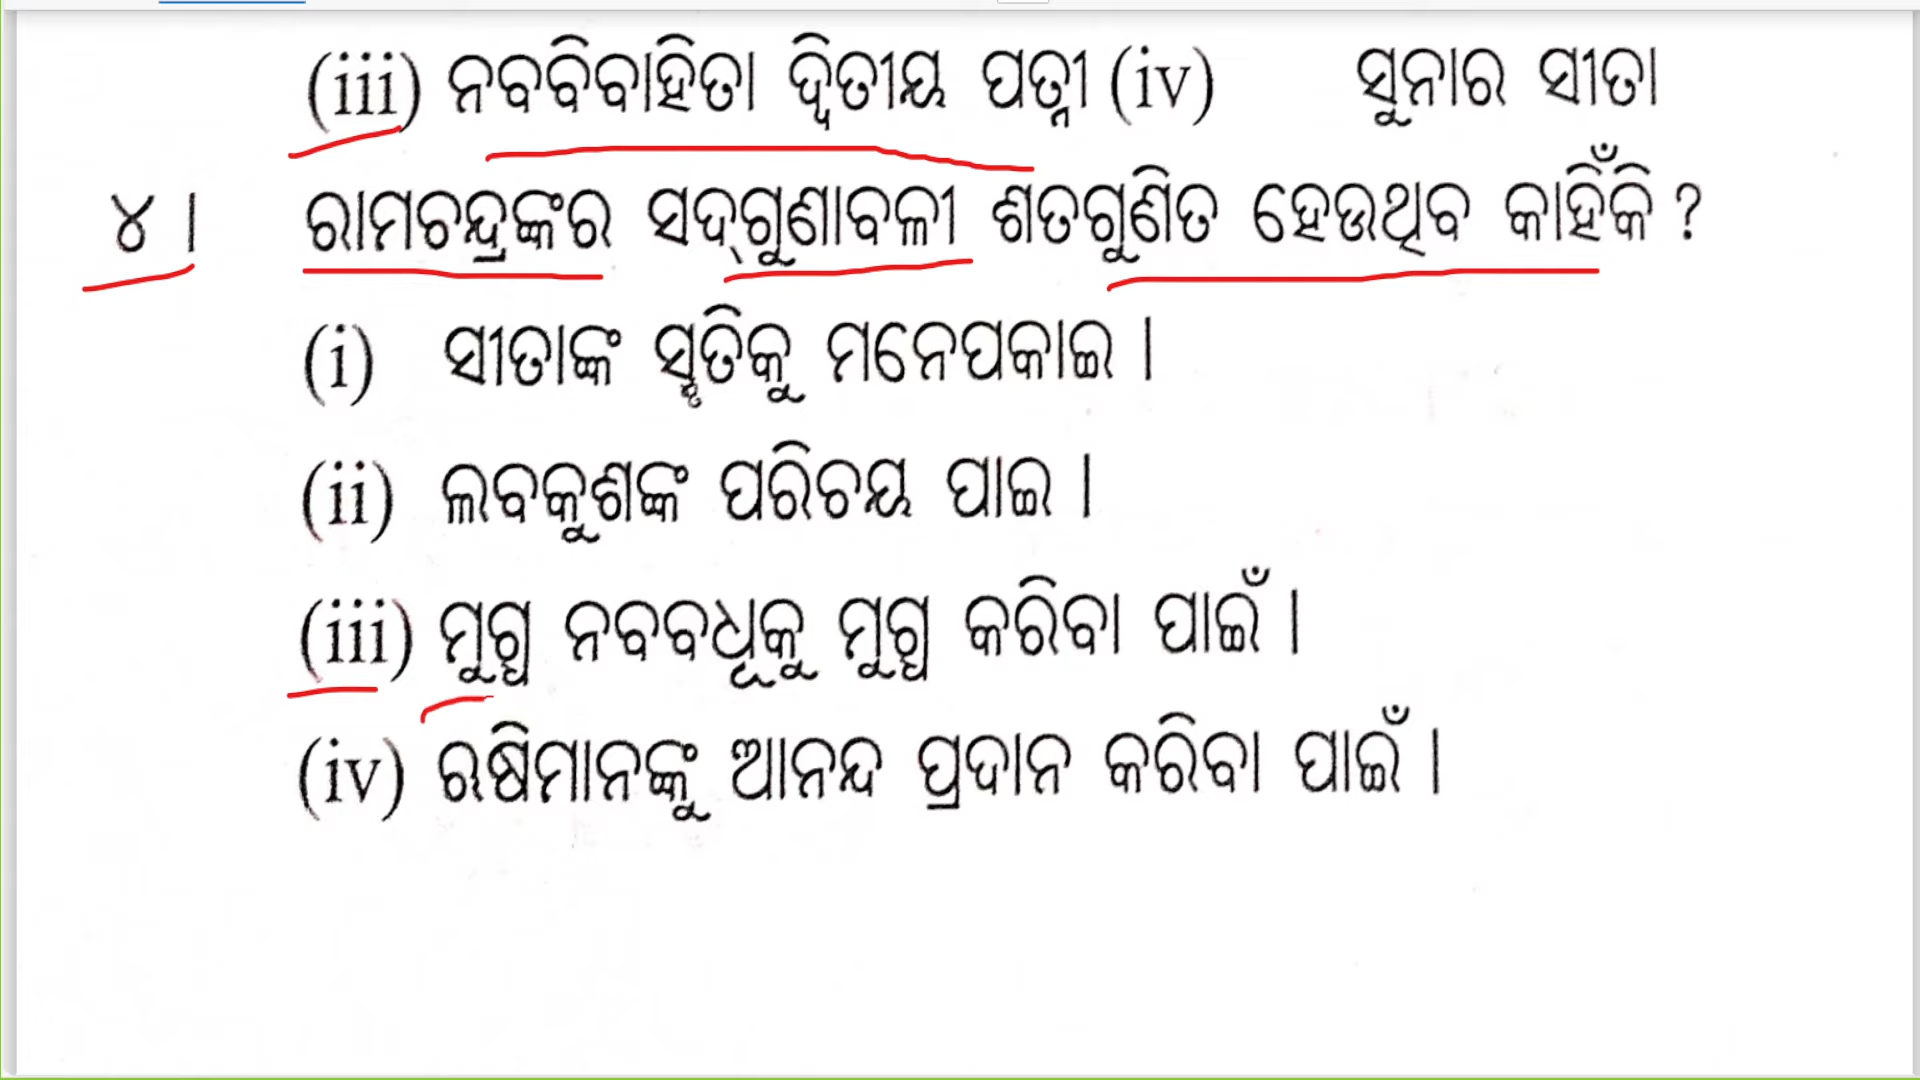 (iii) ନବବିବାହିତା ଦ୍ୱିତୀୟ ପତ୍ନୀ (iv) ସୁନାର ସୀତା
୪ । ରାମଚନ୍ଦ୍ରଙ୍କର ସଦ୍‌ଗୁଣାବଳୀ ଶତଗୁଣିତ ହେଉଥିବ କାହିଁକି ?
(i) ସୀତାଙ୍କ ସ୍ମୃତିକୁ ମନେପକାଇ ।
(ii) ଲବକୁଶଙ୍କ ପରିଚୟ ପାଇ ।
(iii) ମୁଗ୍ଧ ନବବଧୂକୁ ମୁଗ୍ଧ କରିବା ପାଇଁ ।
(iv) ଋଷିମାନଙ୍କୁ ଆନନ୍ଦ ପ୍ରଦାନ କରିବା ପାଇଁ ।